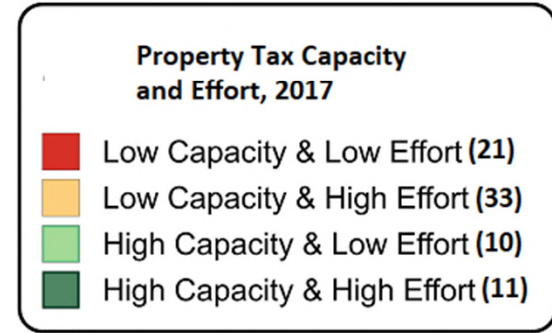 Property Tax Capacity
and Effort, 2017
Low Capacity & Low Effort (21)
Low Capacity & High Effort (33)
High Capacity & Low Effort (10)
High Capacity & High Effort (11)